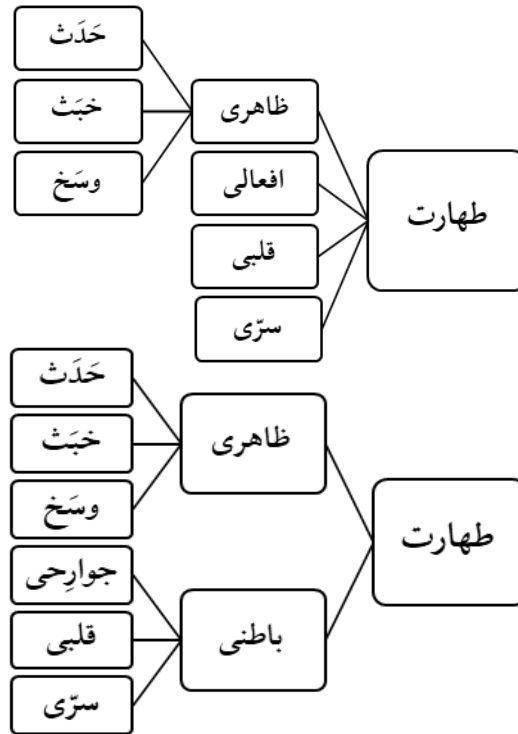 طهارت
ظاهری
حَدَث
خبَث
وسَخ
افعالی
قلبی
سرّی
طهارت
ظاهری
حَدَث
خبَث
وسَخ
باطنی
جوارِحی
قلبی
سرّی